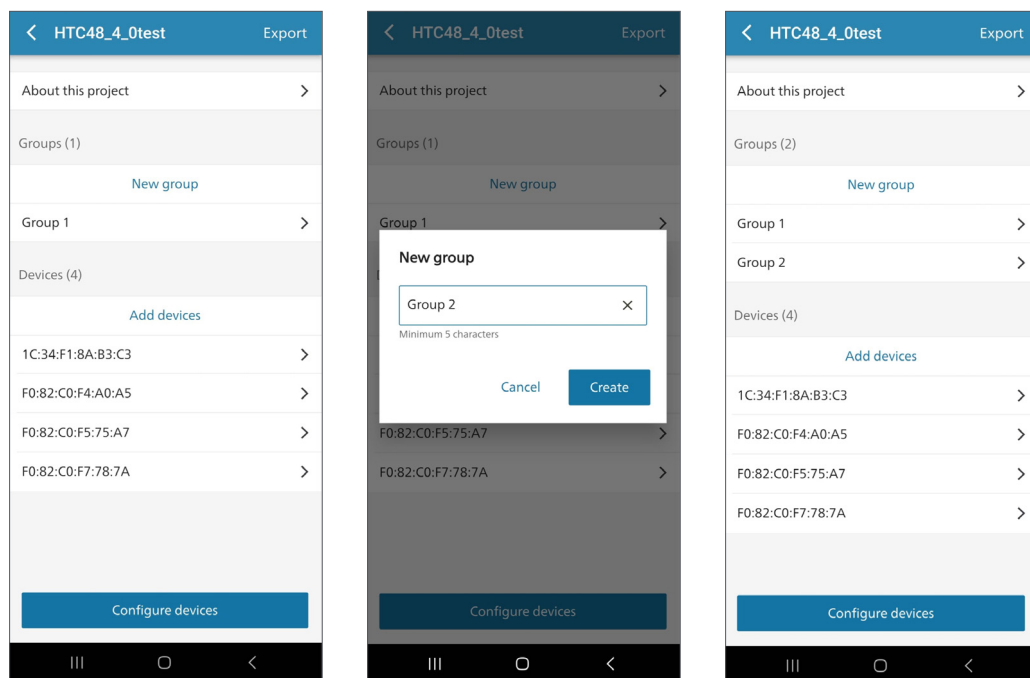 HTC48_4_0test Export
About this project
Groups (1)
New group
Group 1
Devices (4)
Add devices
1C:34:F1:8A:B3:C3
F0:82:C0:F4:A0:A5
F0:82:C0:F5:75:A7
F0:82:C0:F7:78:7A
Configure devices
HTC48_4_0test Export
About this project
Groups (1)
New group
Group 1
New group
Group 2
Minimum 5 characters
Cancel Create
F0:82:C0:F5:75:A7
F0:82:C0:F7:78:7A
Configure devices
HTC48_4_0test Export
About this project
Groups (2)
New group
Group 1
Group 2
Devices (4)
Add devices
1C:34:F1:8A:B3:C3
F0:82:C0:F4:A0:A5
F0:82:C0:F5:75:A7
F0:82:C0:F7:78:7A
Configure devices